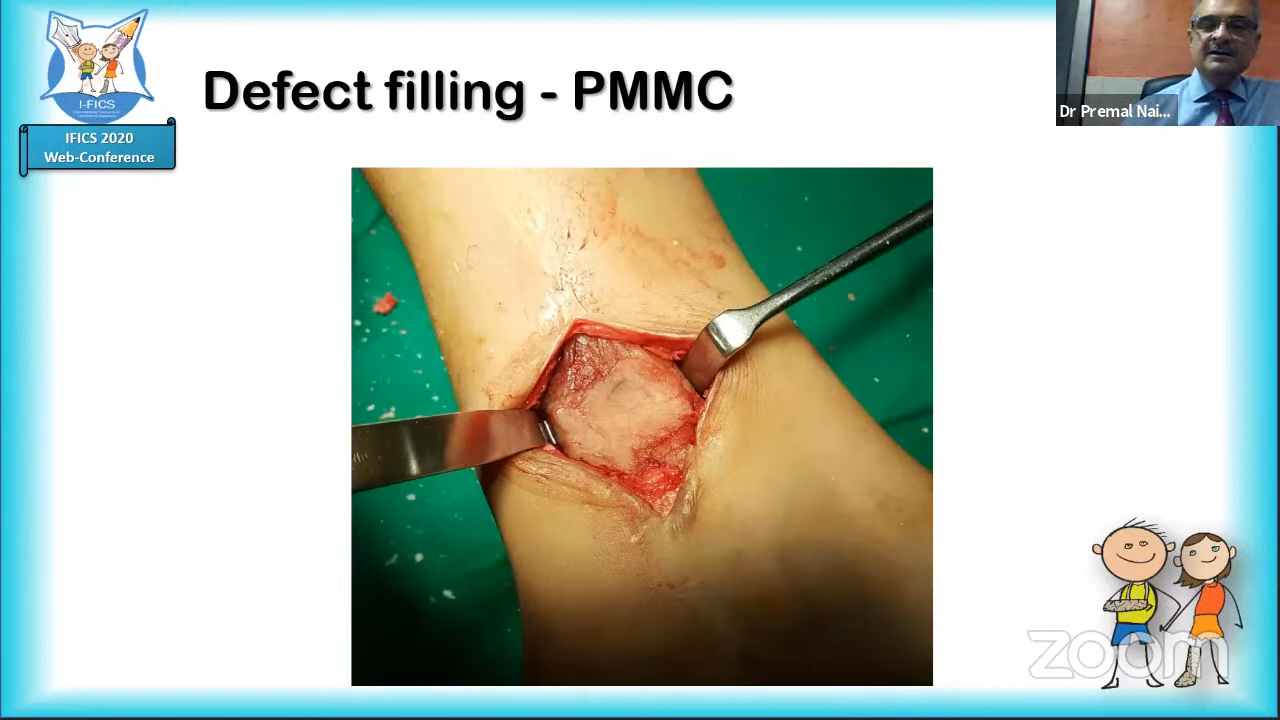 Defect filling - PMMC
I-FICS
IFICS 2020
Web-Conference
Dr Premal Nai...
zoom